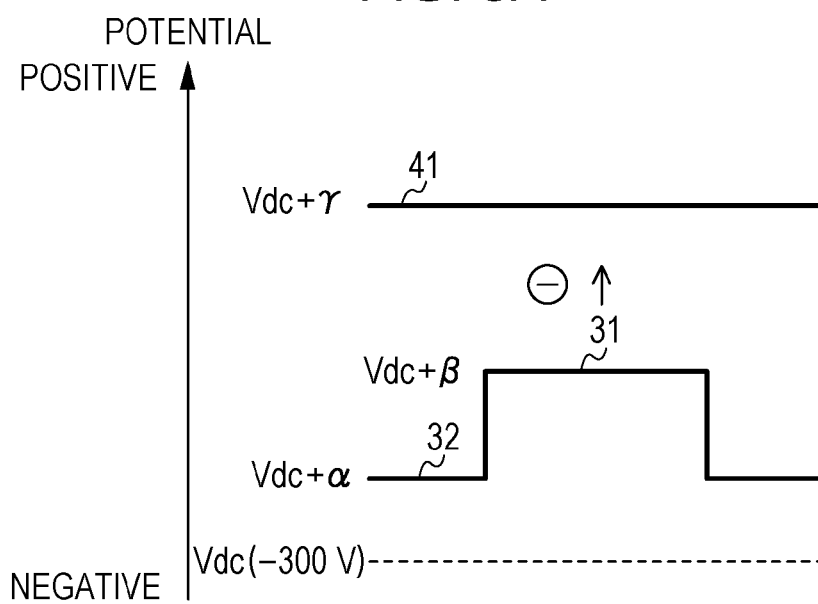 POTENTIAL
POSITIVE
41
Vdc+γ
⊖ ↑
31
Vdc+β
32
Vdc+α
Vdc(−300 V)
NEGATIVE